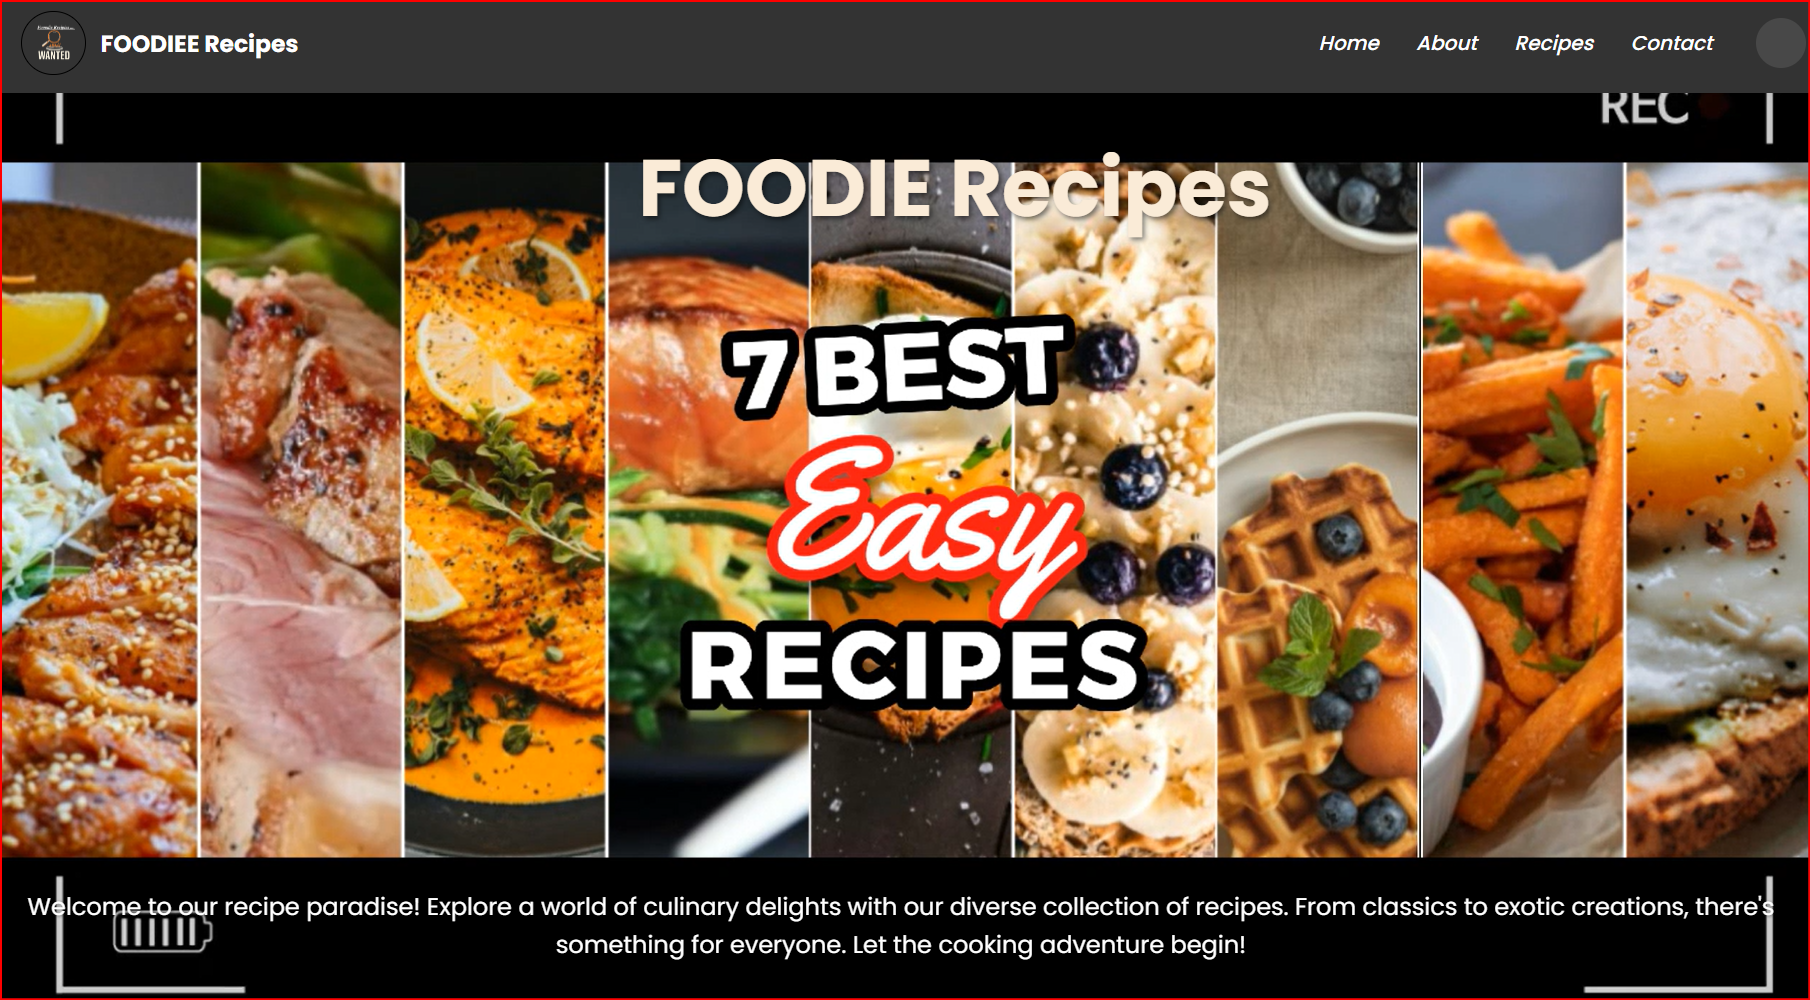 WANTED
FOODIEE Recipes
Home
About
Recipes
Contact
REC
FOODIE Recipes
7 BEST
Easy
RECIPES
Welcome to our recipe paradise! Explore a world of culinary delights with our diverse collection of recipes. From classics to exotic creations, there's
something for everyone. Let the cooking adventure begin!